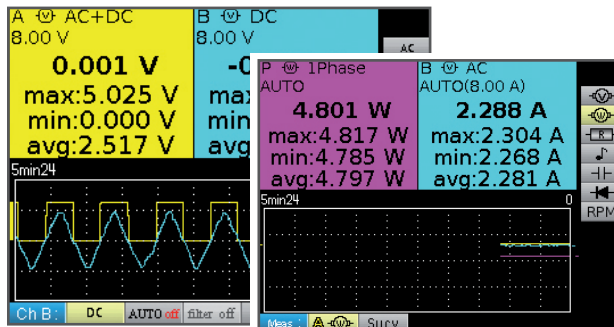 A V AC+DC
8.00 V
0.001 V
max:5.025 V
min:0.000 V
avg:2.517 V
B V DC
8.00 V
max
min
avg
AC
5min24
Ch B: DC AUTO off filter off
P W 1Phase
AUTO
4.801 W
max:4.817 W
min:4.785 W
avg:4.797 W
B W AC
AUTO(8.00 A)
2.288 A
max:2.304 A
min:2.268 A
avg:2.281 A
5min24 0
V
W
R
RPM
Meas: A W Surv